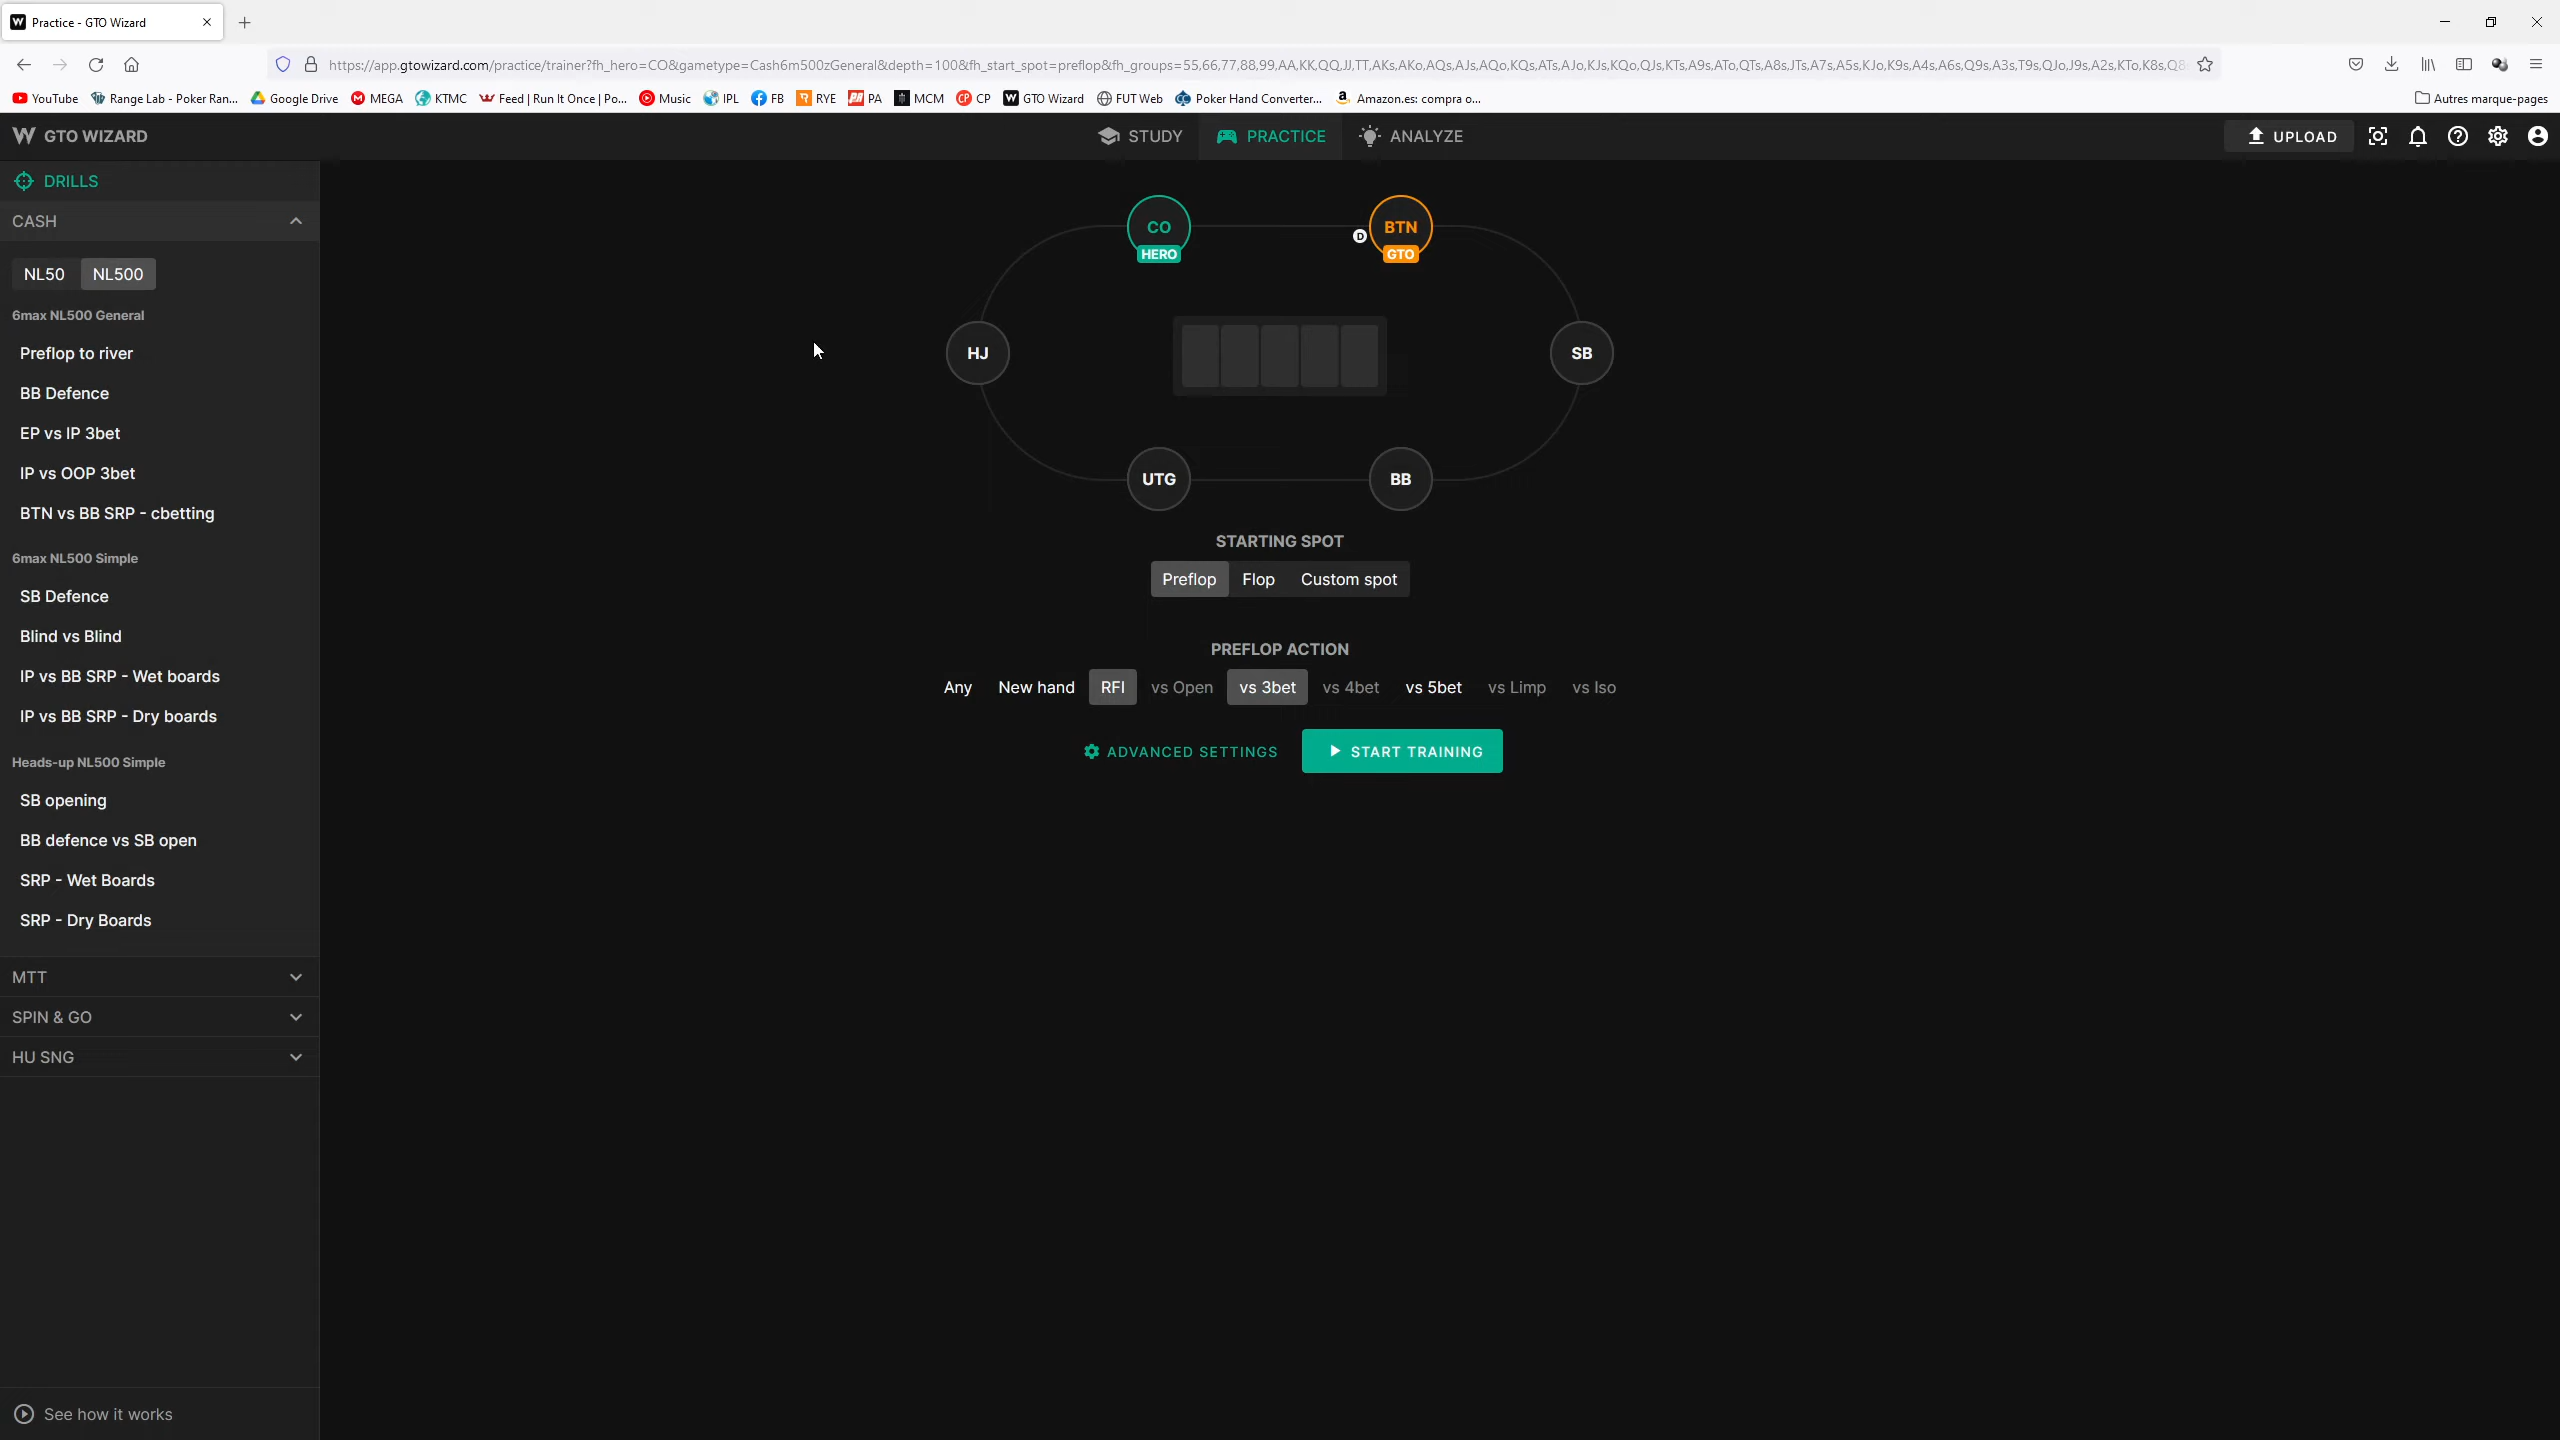 Practice - GTO Wizard
https://app.gtowizard.com/practice/trainer?fh_hero=CO&gametype=Cash6m500zGeneral&depth=100&fh_start_spot=preflop&fh_groups=55,66,77,88,99,AA,KK,QQ,JJ,TT,AKs,AKo,AQs,AJs,AQo,KQs,ATs,AJo,KJs,KQo,QJs,KTs,A9s,ATo,QTs,A8s,JTs,A7s,A5s,KJo,K9s,A4s,A6s,Q9s,A3s,T9s,QJo,J9s,A2s,KTo,K8s,Q8
YouTube Range Lab - Poker Ran... Google Drive MEGA KTMC Feed | Run It Once | Po... Music IPL FB RYE PA MCM CP GTO Wizard FUT Web Poker Hand Converter... Amazon.es: compra o... Autres marque-pages
W GTO WIZARD STUDY PRACTICE ANALYZE UPLOAD
DRILLS
CASH
NL50 NL500
6max NL500 General
Preflop to river
BB Defence
EP vs IP 3bet
IP vs OOP 3bet
BTN vs BB SRP - cbetting
6max NL500 Simple
SB Defence
Blind vs Blind
IP vs BB SRP - Wet boards
IP vs BB SRP - Dry boards
Heads-up NL500 Simple
SB opening
BB defence vs SB open
SRP - Wet Boards
SRP - Dry Boards
MTT
SPIN & GO
HU SNG
See how it works
CO
HERO
D
BTN
GTO
HJ
SB
UTG
BB
STARTING SPOT
Preflop Flop Custom spot
PREFLOP ACTION
Any New hand RFI vs Open vs 3bet vs 4bet vs 5bet vs Limp vs Iso
ADVANCED SETTINGS START TRAINING